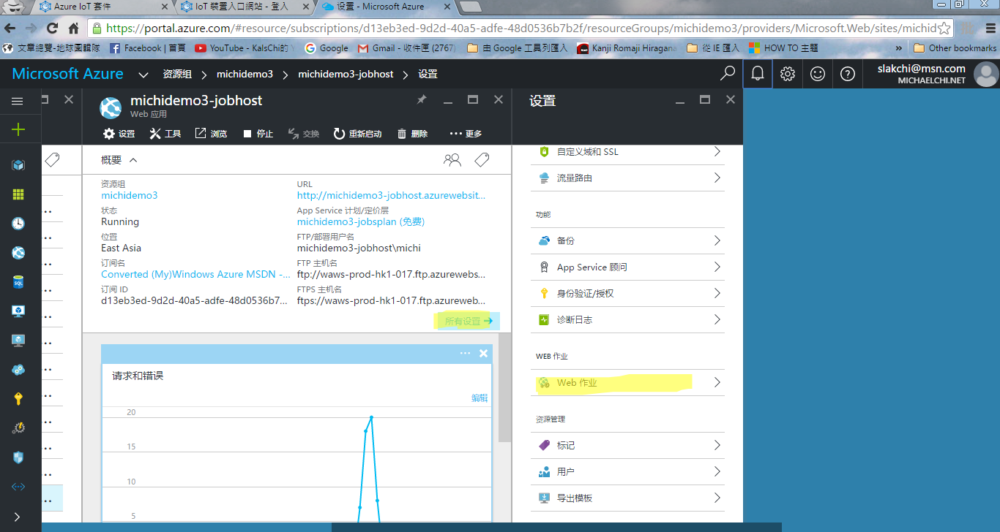 Azure IoT 套件
IoT 裝置入口網站 - 登入
设置 - Microsoft Azure
https://portal.azure.com/#resource/subscriptions/d13eb3ed-9d2d-40a5-adfe-48d0536b7b2f/resourceGroups/michidemo3/providers/Microsoft.Web/sites/michid
文章總覽-地球圖輯隊
Facebook | 首頁
YouTube - KalsChi的
Google
Gmail - 收件匣 (2767)
由 Google 工具列匯入
Kanji Romaji Hiragana
從 IE 匯入
HOW TO 主題
»
Other bookmarks
Microsoft Azure
资源组 > michidemo3 > michidemo3-jobhost > 设置
slakchi@msn.com
MICHAELCHI.NET
michidemo3-jobhost
Web 应用
设置
工具
浏览
停止
交换
重新启动
删除
··· 更多
概要
资源组
michidemo3
状态
Running
位置
East Asia
订阅名
Converted (My)Windows Azure MSDN -...
订阅 ID
d13eb3ed-9d2d-40a5-adfe-48d0536b7...
URL
http://michidemo3-jobhost.azurewebsit...
App Service 计划/定价层
michidemo3-jobsplan (免费)
FTP/部署用户名
michidemo3-jobhost\michi
FTP 主机名
ftp://waws-prod-hk1-017.ftp.azurewebs...
FTPS 主机名
ftps://waws-prod-hk1-017.ftp.azureweb...
所有设置 →
请求和错误
编辑
20
15
10
5
设置
自定义域和 SSL
流量路由
功能
备份
App Service 顾问
身份验证/授权
诊断日志
WEB 作业
Web 作业
资源管理
标记
用户
导出模板